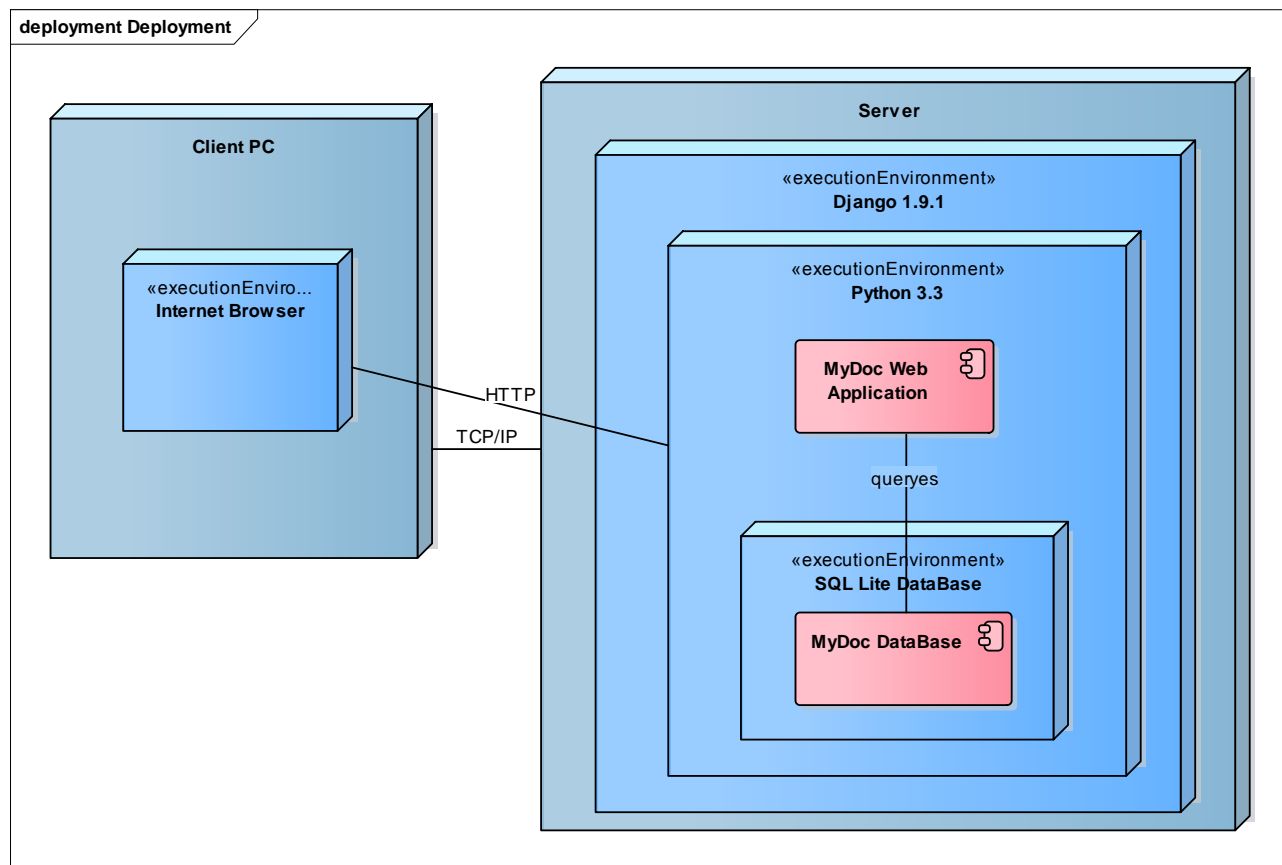 deployment Deployment
Client PC
«executionEnviro...
Internet Browser
HTTP
TCP/IP
Server
«executionEnvironment»
Django 1.9.1
«executionEnvironment»
Python 3.3
MyDoc Web
Application
queryes
«executionEnvironment»
SQL Lite DataBase
MyDoc DataBase